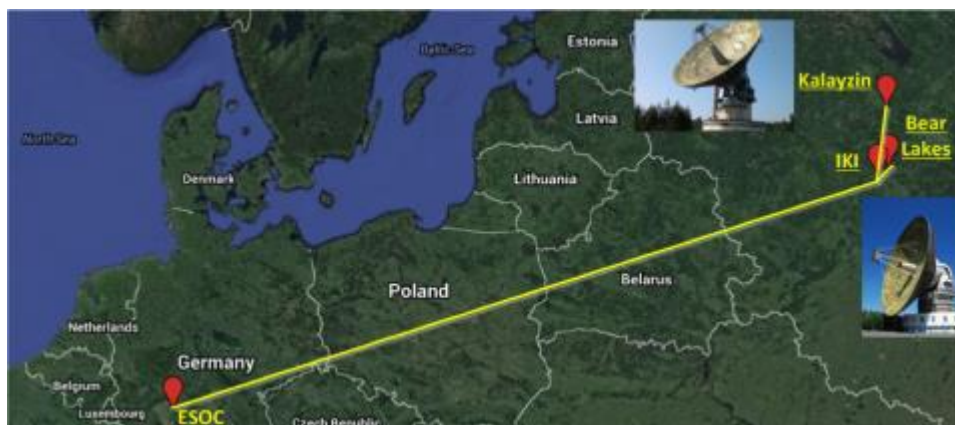 Baltic Sea
Estonia
Kalayzin
North Sea
Latvia
Bear
Lakes
IKI
Denmark
Lithuania
Belarus
Poland
Netherlands
Germany
Belgium
Luxembourg
ESOC
Czech Republic